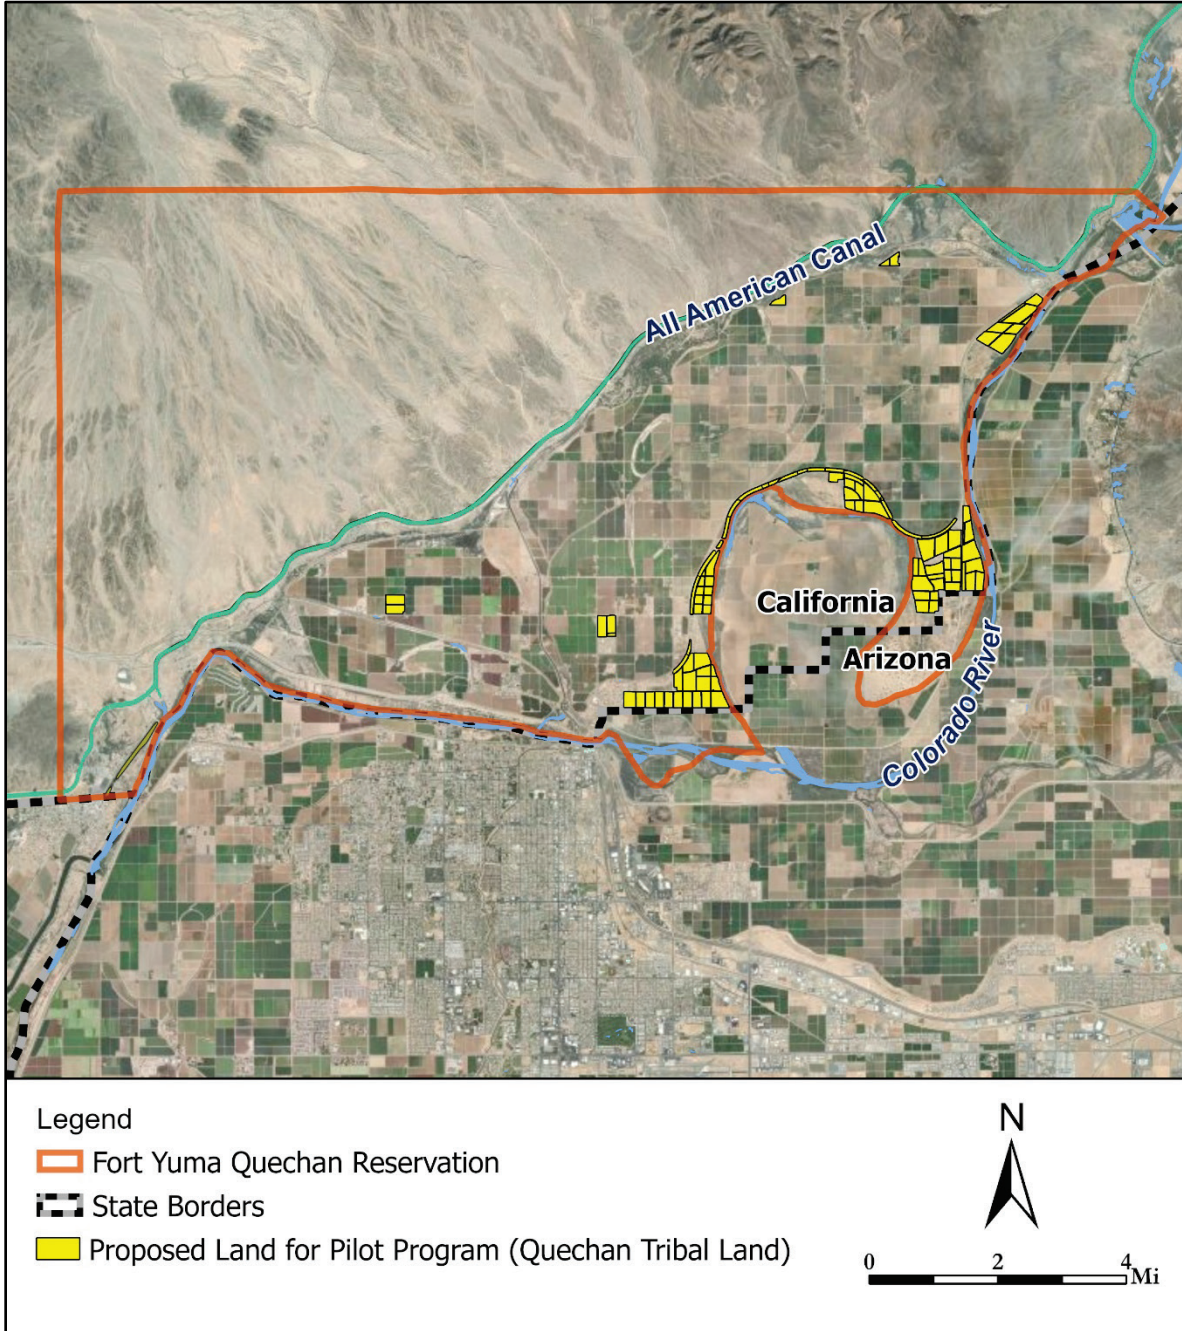 All American Canal
California
Arizona
Colorado River
Legend
Fort Yuma Quechan Reservation
State Borders
Proposed Land for Pilot Program (Quechan Tribal Land)
N
0 2 4
Mi